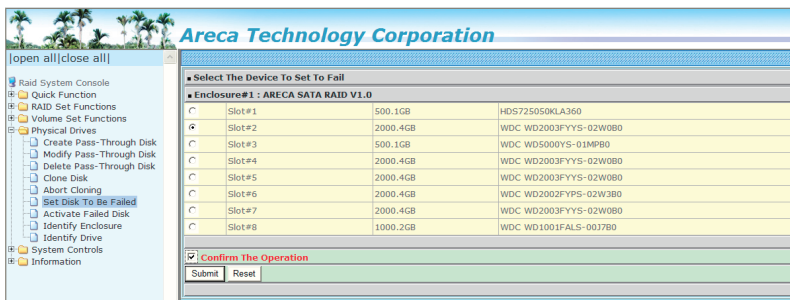 Areca Technology Corporation
|open all|close all|
Raid System Console
Quick Function
RAID Set Functions
Volume Set Functions
Physical Drives
Create Pass-Through Disk
Modify Pass-Through Disk
Delete Pass-Through Disk
Clone Disk
Abort Cloning
Set Disk To Be Failed
Activate Failed Disk
Identify Enclosure
Identify Drive
System Controls
Information
Select The Device To Set To Fail
Enclosure#1 : ARECA SATA RAID V1.0
Slot#1 500.1GB HDS725050KLA360
Slot#2 2000.4GB WDC WD2003FYYS-02W0B0
Slot#3 500.1GB WDC WD5000YS-01MPB0
Slot#4 2000.4GB WDC WD2003FYYS-02W0B0
Slot#5 2000.4GB WDC WD2003FYYS-02W0B0
Slot#6 2000.4GB WDC WD2002FYPS-02W3B0
Slot#7 2000.4GB WDC WD2003FYYS-02W0B0
Slot#8 1000.2GB WDC WD1001FALS-00J7B0
Confirm The Operation
Submit Reset